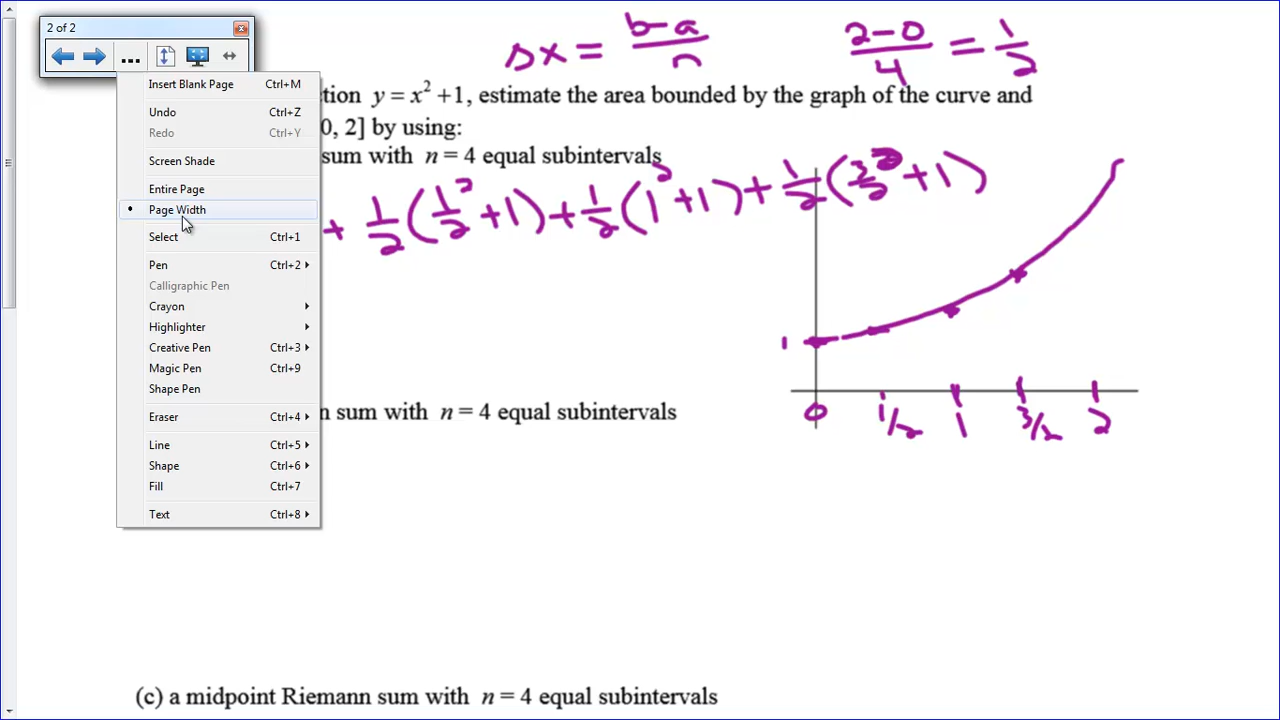 2 of 2
...
Insert Blank Page Ctrl+M
Undo Ctrl+Z
Redo Ctrl+Y
Screen Shade
Entire Page
Page Width
Select Ctrl+1
Pen Ctrl+2
Calligraphic Pen
Crayon
Highlighter
Creative Pen Ctrl+3
Magic Pen Ctrl+9
Shape Pen
Eraser Ctrl+4
Line Ctrl+5
Shape Ctrl+6
Fill Ctrl+7
Text Ctrl+8
Δx = (b-a)/n (2-0)/4 = 1/2
tion y = x² +1, estimate the area bounded by the graph of the curve and
0, 2] by using:
sum with n = 4 equal subintervals
+ 1/2(1/2² +1) + 1/2(1² +1) + 1/2(3/2² +1)
1
0 1/2 1 3/2 2
n sum with n = 4 equal subintervals
(c) a midpoint Riemann sum with n = 4 equal subintervals